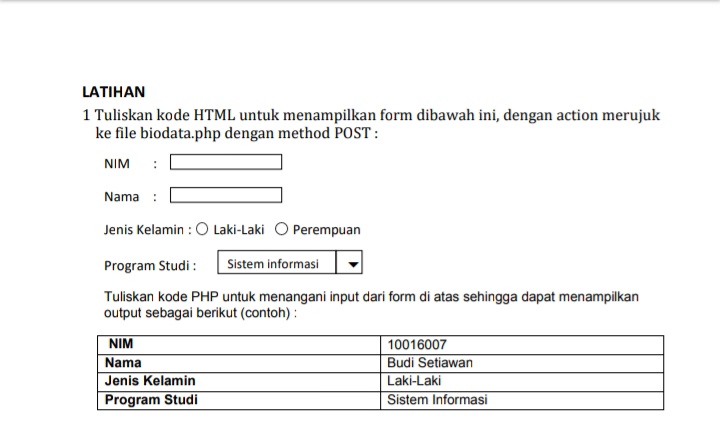 LATIHAN
1 Tuliskan kode HTML untuk menampilkan form dibawah ini, dengan action merujuk
ke file biodata.php dengan method POST :
NIM :
Nama :
Jenis Kelamin : Laki-Laki Perempuan
Program Studi : Sistem informasi
Tuliskan kode PHP untuk menangani input dari form di atas sehingga dapat menampilkan
output sebagai berikut (contoh) :
NIM 10016007
Nama Budi Setiawan
Jenis Kelamin Laki-Laki
Program Studi Sistem Informasi